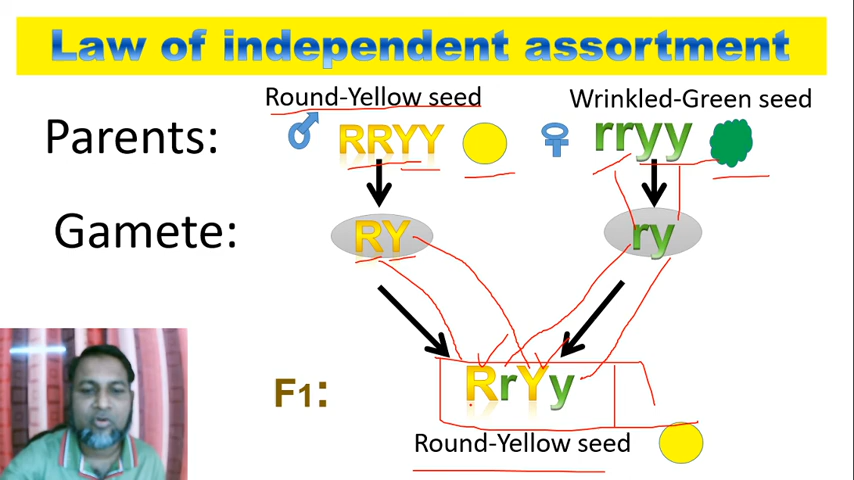 Law of independent assortment
Round-Yellow seed
Wrinkled-Green seed
Parents:
RRYY
rryy
Gamete:
RY
ry
F1:
RrYy
Round-Yellow seed